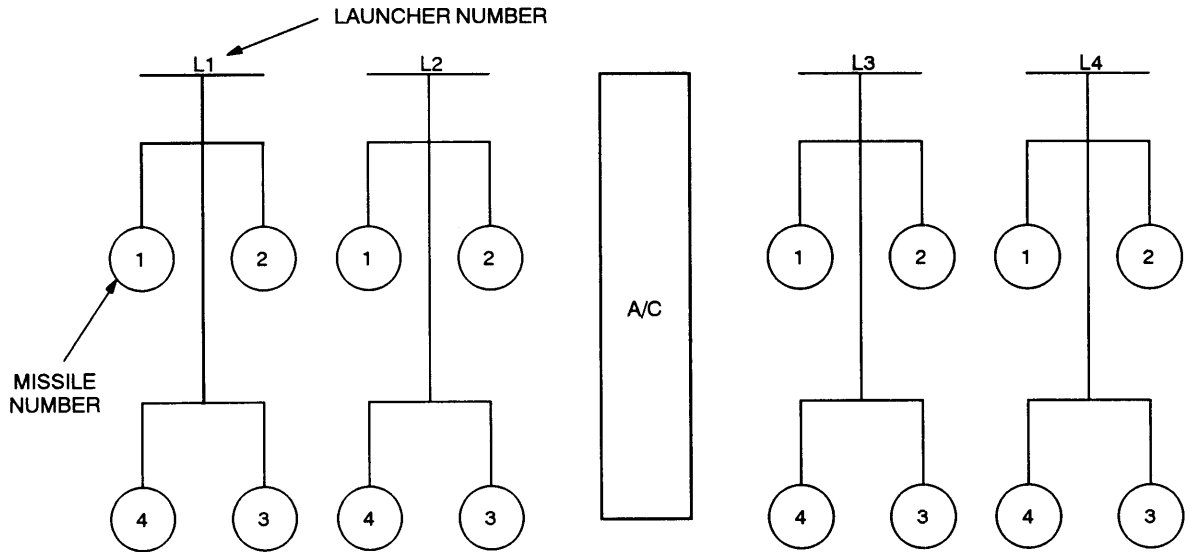 LAUNCHER NUMBER
L1 L2 L3 L4
1 2 1 2 1 2 1 2
A/C
MISSILE
NUMBER
4 3 4 3 4 3 4 3